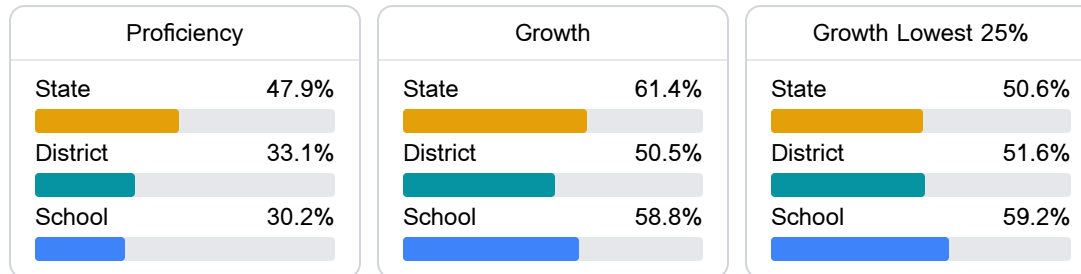 Proficiency
State 47.9%
District 33.1%
School 30.2%
Growth
State 61.4%
District 50.5%
School 58.8%
Growth Lowest 25%
State 50.6%
District 51.6%
School 59.2%